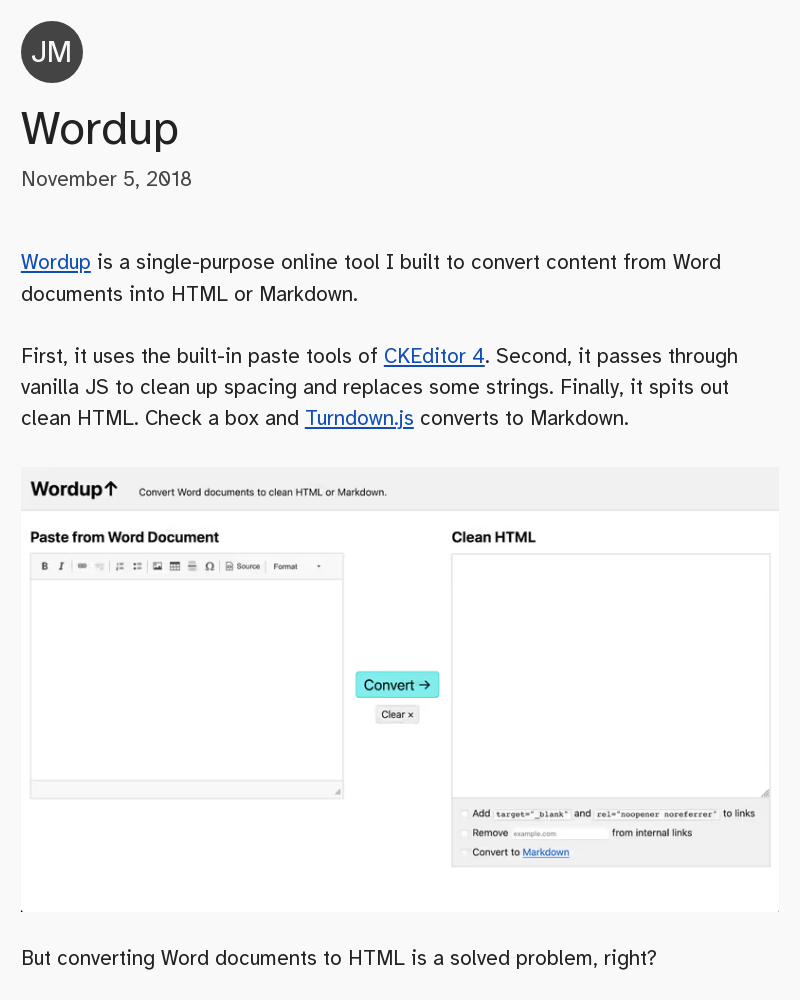 JM
Wordup
November 5, 2018
Wordup is a single-purpose online tool I built to convert content from Word
documents into HTML or Markdown.
First, it uses the built-in paste tools of CKEditor 4. Second, it passes through
vanilla JS to clean up spacing and replaces some strings. Finally, it spits out
clean HTML. Check a box and Turndown.js converts to Markdown.
Wordup↑ Convert Word documents to clean HTML or Markdown.
Paste from Word Document
B I Ω Source Format
Convert →
Clear ×
Clean HTML
Add target="_blank" and rel="noopener noreferrer" to links
Remove example.com from internal links
Convert to Markdown
But converting Word documents to HTML is a solved problem, right?